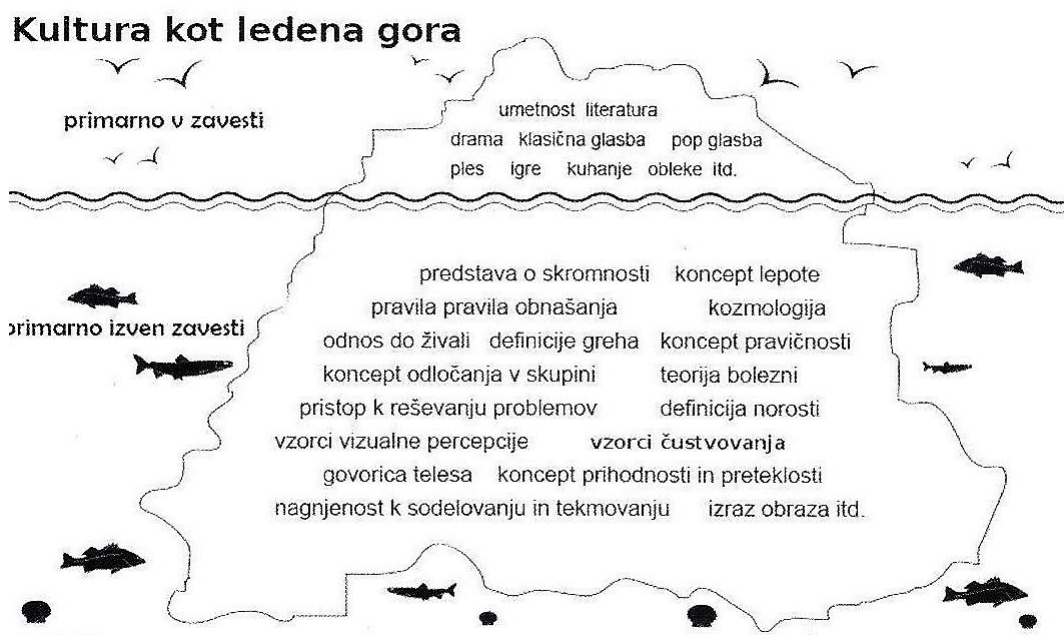 Kultura kot ledena gora
primarno v zavesti
umetnost literatura
drama klasična glasba pop glasba
ples igre kuhanje obleke itd.
predstava o skromnosti koncept lepote
pravila pravila obnašanja kozmologija
primarno izven zavesti
odnos do živali definicije greha koncept pravičnosti
koncept odločanja v skupini teorija bolezni
pristop k reševanju problemov definicija norosti
vzorci vizualne percepcije vzorci čustvovanja
govorica telesa koncept prihodnosti in preteklosti
nagnjenost k sodelovanju in tekmovanju izraz obraza itd.